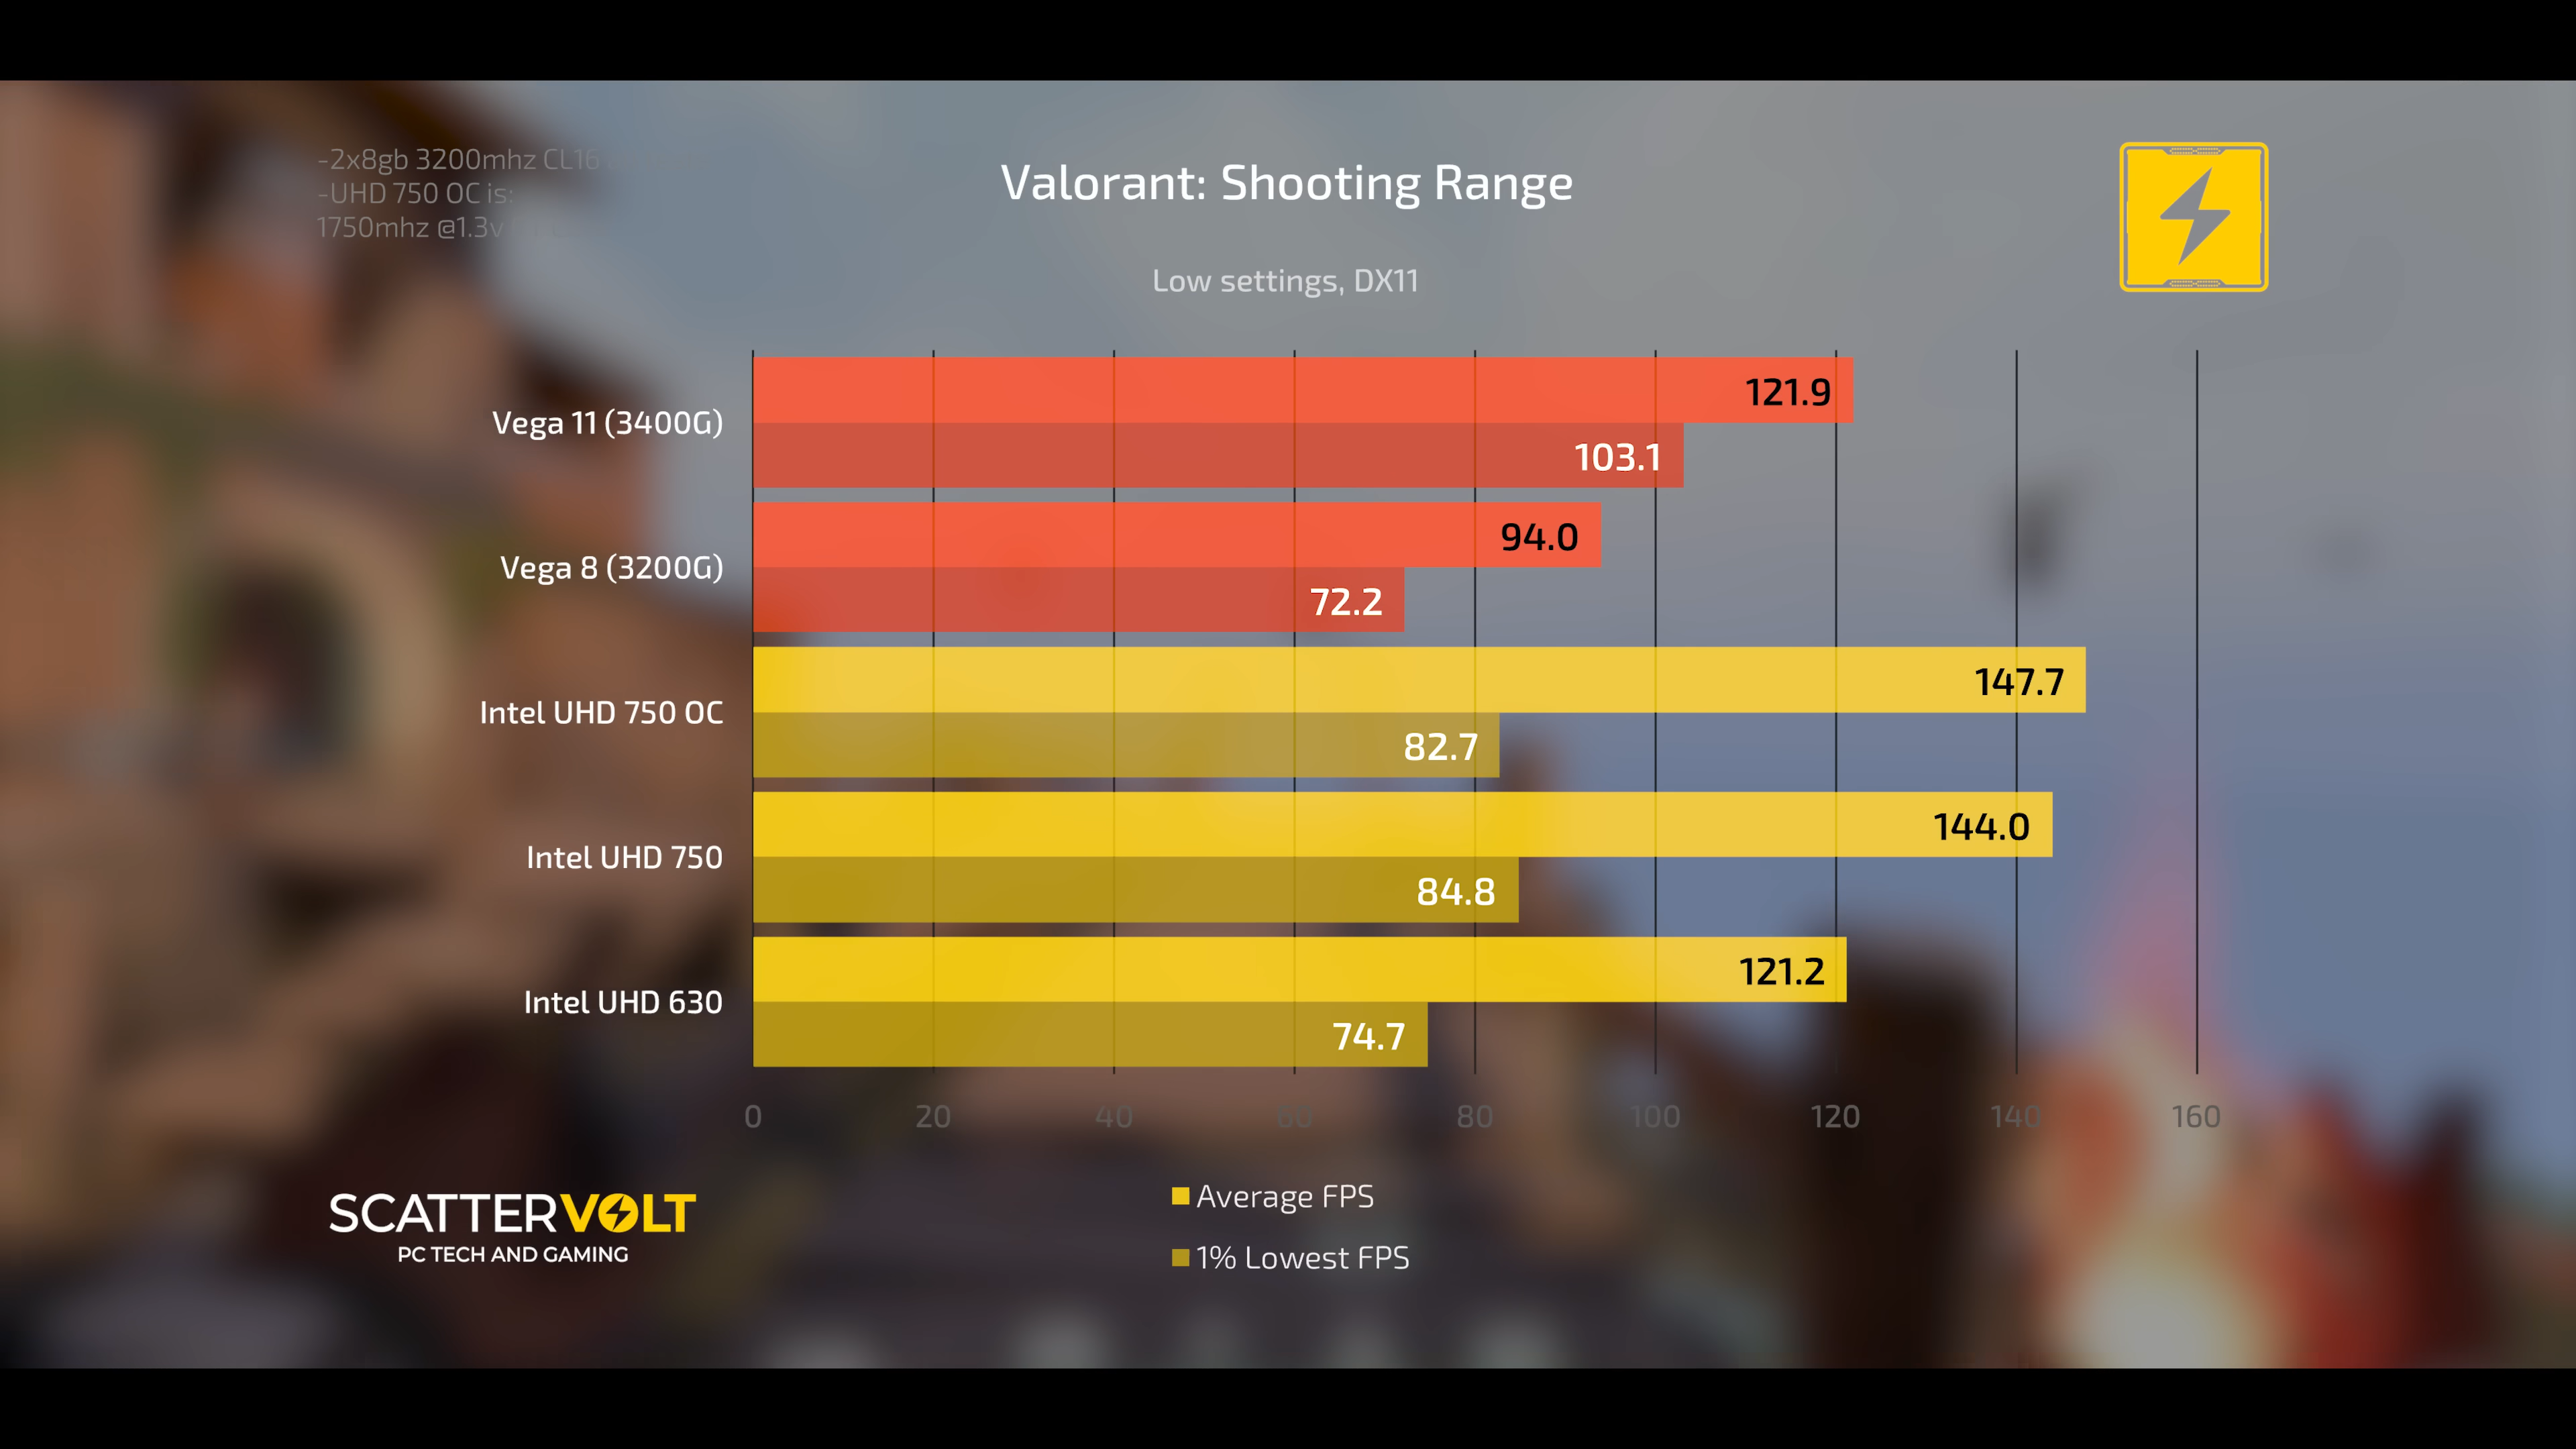 -2x8gb 3200mhz CL16
-UHD 750 OC is:
1750mhz @1.3v
Valorant: Shooting Range
Low settings, DX11
Vega 11 (3400G)
121.9
103.1
Vega 8 (3200G)
94.0
72.2
Intel UHD 750 OC
147.7
82.7
Intel UHD 750
144.0
84.8
Intel UHD 630
121.2
74.7
0 20 40 60 80 100 120 140 160
Average FPS
1% Lowest FPS
SCATTERVOLT
PC TECH AND GAMING